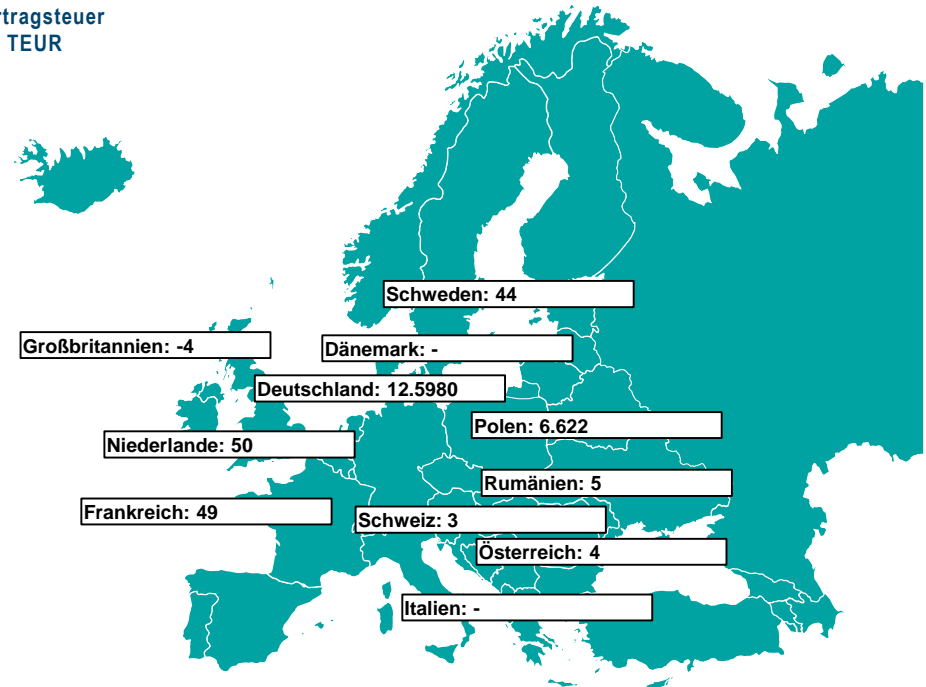 rtragsteuer
TEUR
Schweden: 44
Großbritannien: -4
Dänemark: -
Deutschland: 12.5980
Polen: 6.622
Niederlande: 50
Rumänien: 5
Frankreich: 49
Schweiz: 3
Österreich: 4
Italien: -